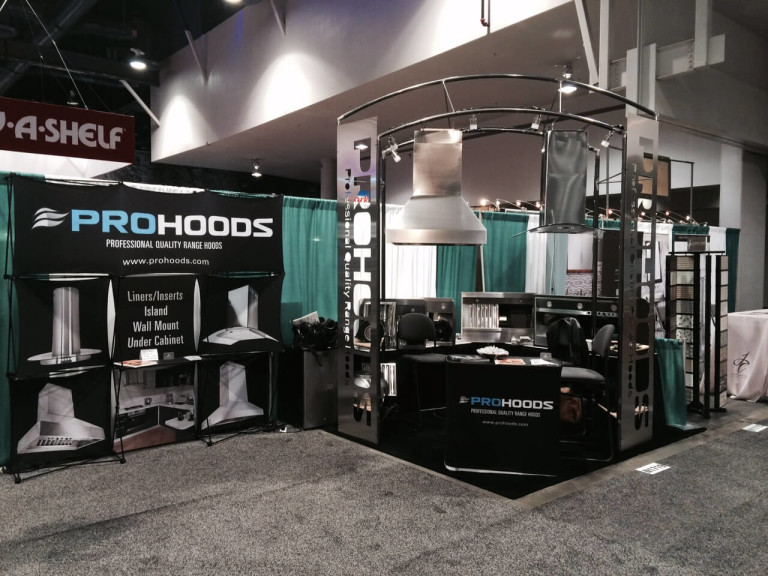 V·A·SHELF
PROHOODS
PROFESSIONAL QUALITY RANGE HOODS
www.prohoods.com
Liners/Inserts
Island
Wall Mount
Under Cabinet
PROHOODS
Professional Quality Range Hoods
PROHOODS
PROFESSIONAL QUALITY RANGE HOODS
www.prohoods.com